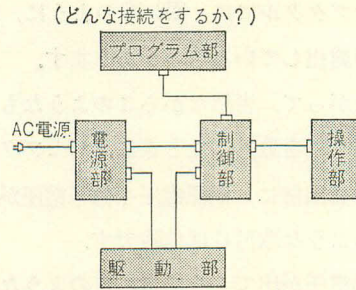 (どんな接続をするか?)
プログラム部
AC電源
電源部
制御部
操作部
駆動部